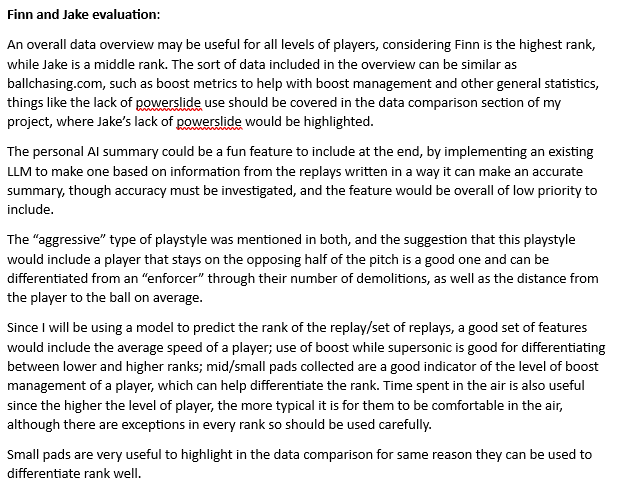 Finn and Jake evaluation:
An overall data overview may be useful for all levels of players, considering Finn is the highest rank,
while Jake is a middle rank. The sort of data included in the overview can be similar as
ballchasing.com, such as boost metrics to help with boost management and other general statistics,
things like the lack of powerslide use should be covered in the data comparison section of my
project, where Jake's lack of powerslide would be highlighted.
The personal AI summary could be a fun feature to include at the end, by implementing an existing
LLM to make one based on information from the replays written in a way it can make an accurate
summary, though accuracy must be investigated, and the feature would be overall of low priority to
include.
The “aggressive” type of playstyle was mentioned in both, and the suggestion that this playstyle
would include a player that stays on the opposing half of the pitch is a good one and can be
differentiated from an “enforcer” through their number of demolitions, as well as the distance from
the player to the ball on average.
Since I will be using a model to predict the rank of the replay/set of replays, a good set of features
would include the average speed of a player; use of boost while supersonic is good for differentiating
between lower and higher ranks; mid/small pads collected are a good indicator of the level of boost
management of a player, which can help differentiate the rank. Time spent in the air is also useful
since the higher the level of player, the more typical it is for them to be comfortable in the air,
although there are exceptions in every rank so should be used carefully.
Small pads are very useful to highlight in the data comparison for same reason they can be used to
differentiate rank well.